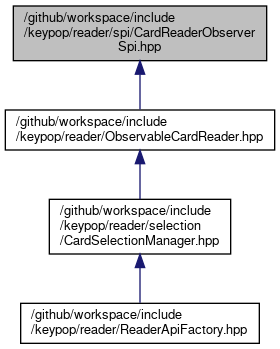 /github/workspace/include
/keypop/reader/spi/CardReaderObserver
Spi.hpp
/github/workspace/include
/keypop/reader/ObservableCardReader.hpp
/github/workspace/include
/keypop/reader/selection
/CardSelectionManager.hpp
/github/workspace/include
/keypop/reader/ReaderApiFactory.hpp